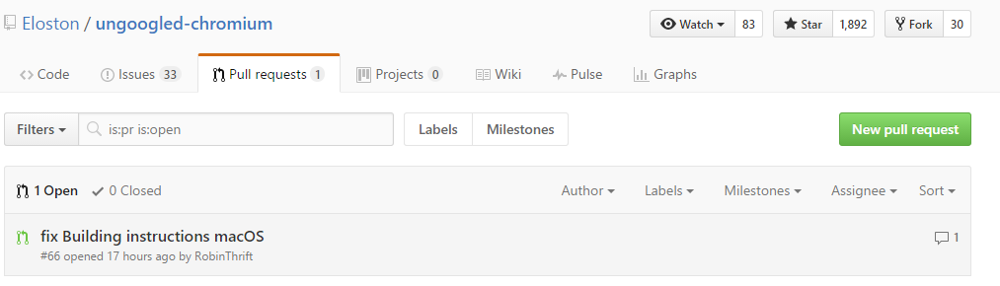 Eloston / ungoogled-chromium Watch 83 Star 1,892 Fork 30
Code Issues 33 Pull requests 1 Projects 0 Wiki Pulse Graphs
Filters is:pr is:open Labels Milestones New pull request
1 Open 0 Closed Author Labels Milestones Assignee Sort
fix Building instructions macOS 1
#66 opened 17 hours ago by RobinThrift